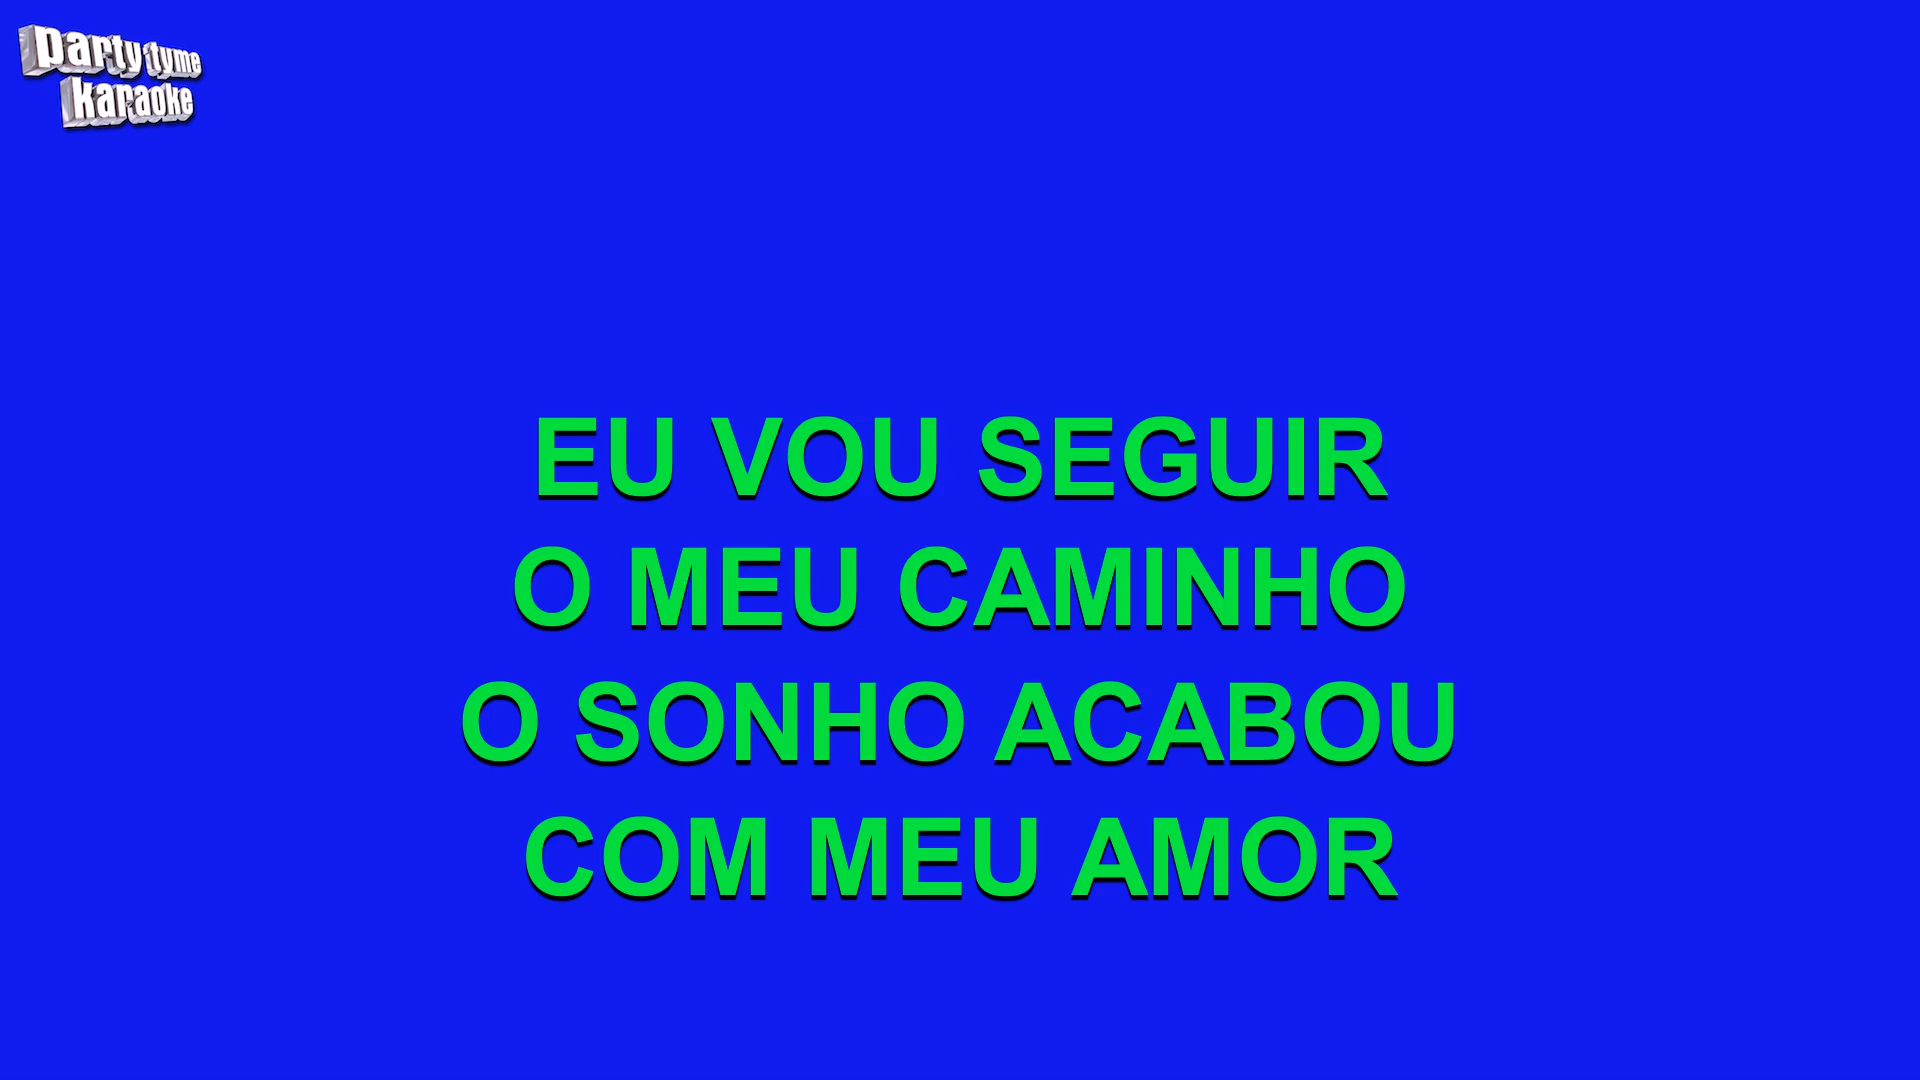 party tyme
karaoke
EU VOU SEGUIR
O MEU CAMINHO
O SONHO ACABOU
COM MEU AMOR